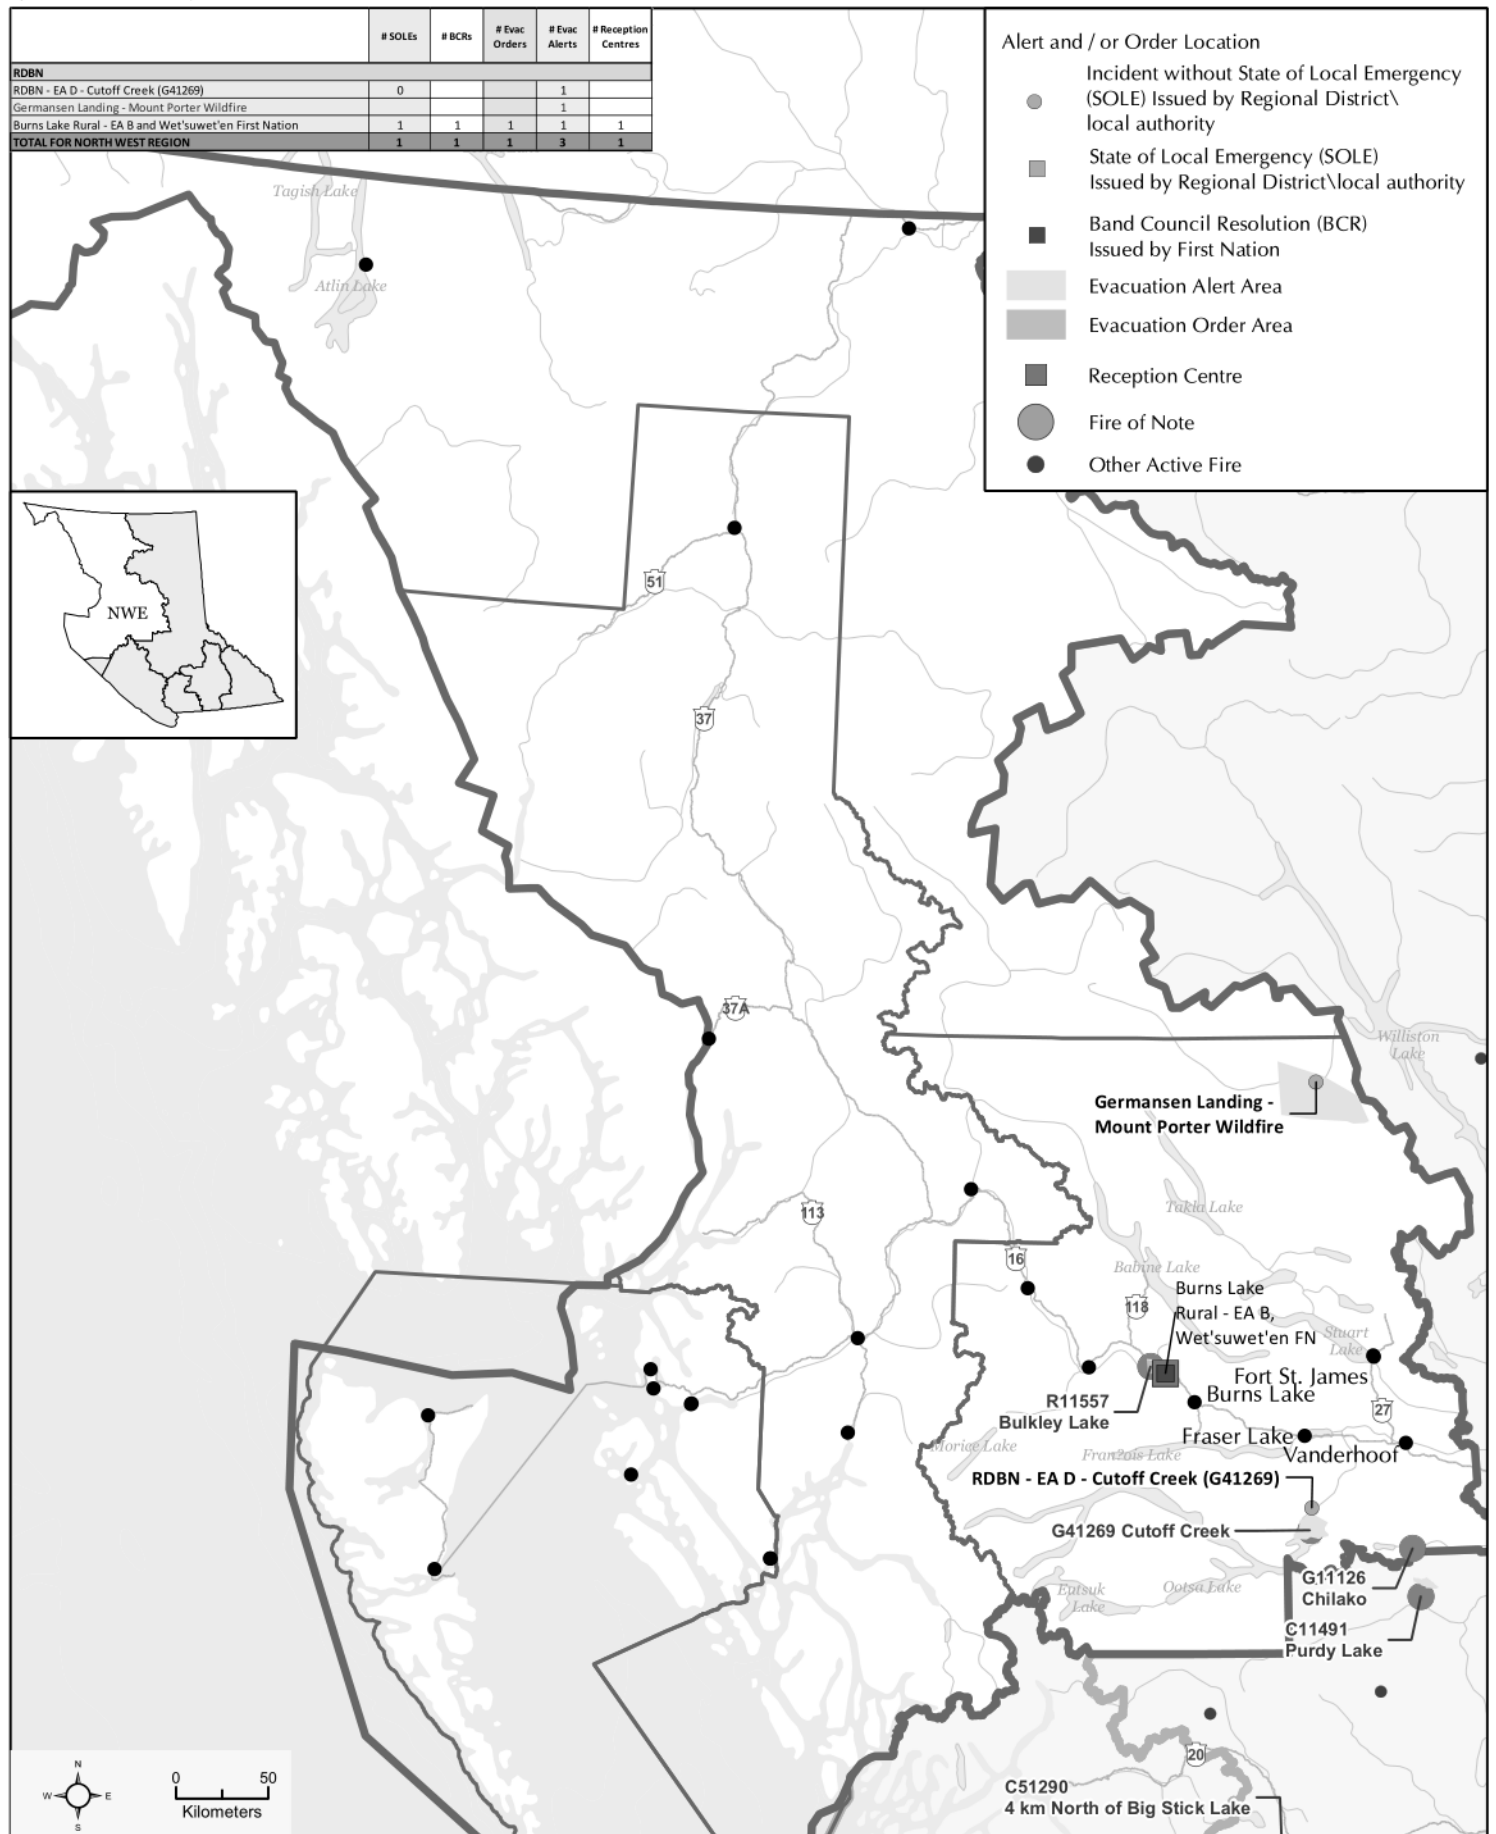 # SOLEs # BCRs # Evac Orders # Evac Alerts # Reception Centres
RDBN
RDBN - EA D - Cutoff Creek (G41269) 0 1
Germansen Landing - Mount Porter Wildfire 1
Burns Lake Rural - EA B and Wet'suwet'en First Nation 1 1 1 1 1
TOTAL FOR NORTH WEST REGION 1 1 1 3 1
Alert and / or Order Location
Incident without State of Local Emergency
(SOLE) Issued by Regional District\
local authority
State of Local Emergency (SOLE)
Issued by Regional District\local authority
Band Council Resolution (BCR)
Issued by First Nation
Evacuation Alert Area
Evacuation Order Area
Reception Centre
Fire of Note
Other Active Fire
Tagish Lake
Atlin Lake
NWE
51
37
37A
Williston
Lake
Germansen Landing -
Mount Porter Wildfire
Takla Lake
113
16
Babine Lake
118
Burns Lake
Rural - EA B,
Wet'suwet'en FN
Stuart
Lake
Fort St. James
Burns Lake
R11557
Bulkley Lake
27
Fraser Lake
Vanderhoof
Morice Lake
Fran?ois Lake
RDBN - EA D - Cutoff Creek (G41269)
G41269 Cutoff Creek
G11126
Chilako
Eutsuk
Lake
Ootsa Lake
C11491
Purdy Lake
20
C51290
4 km North of Big Stick Lake
N
W E
S
0 50
Kilometers